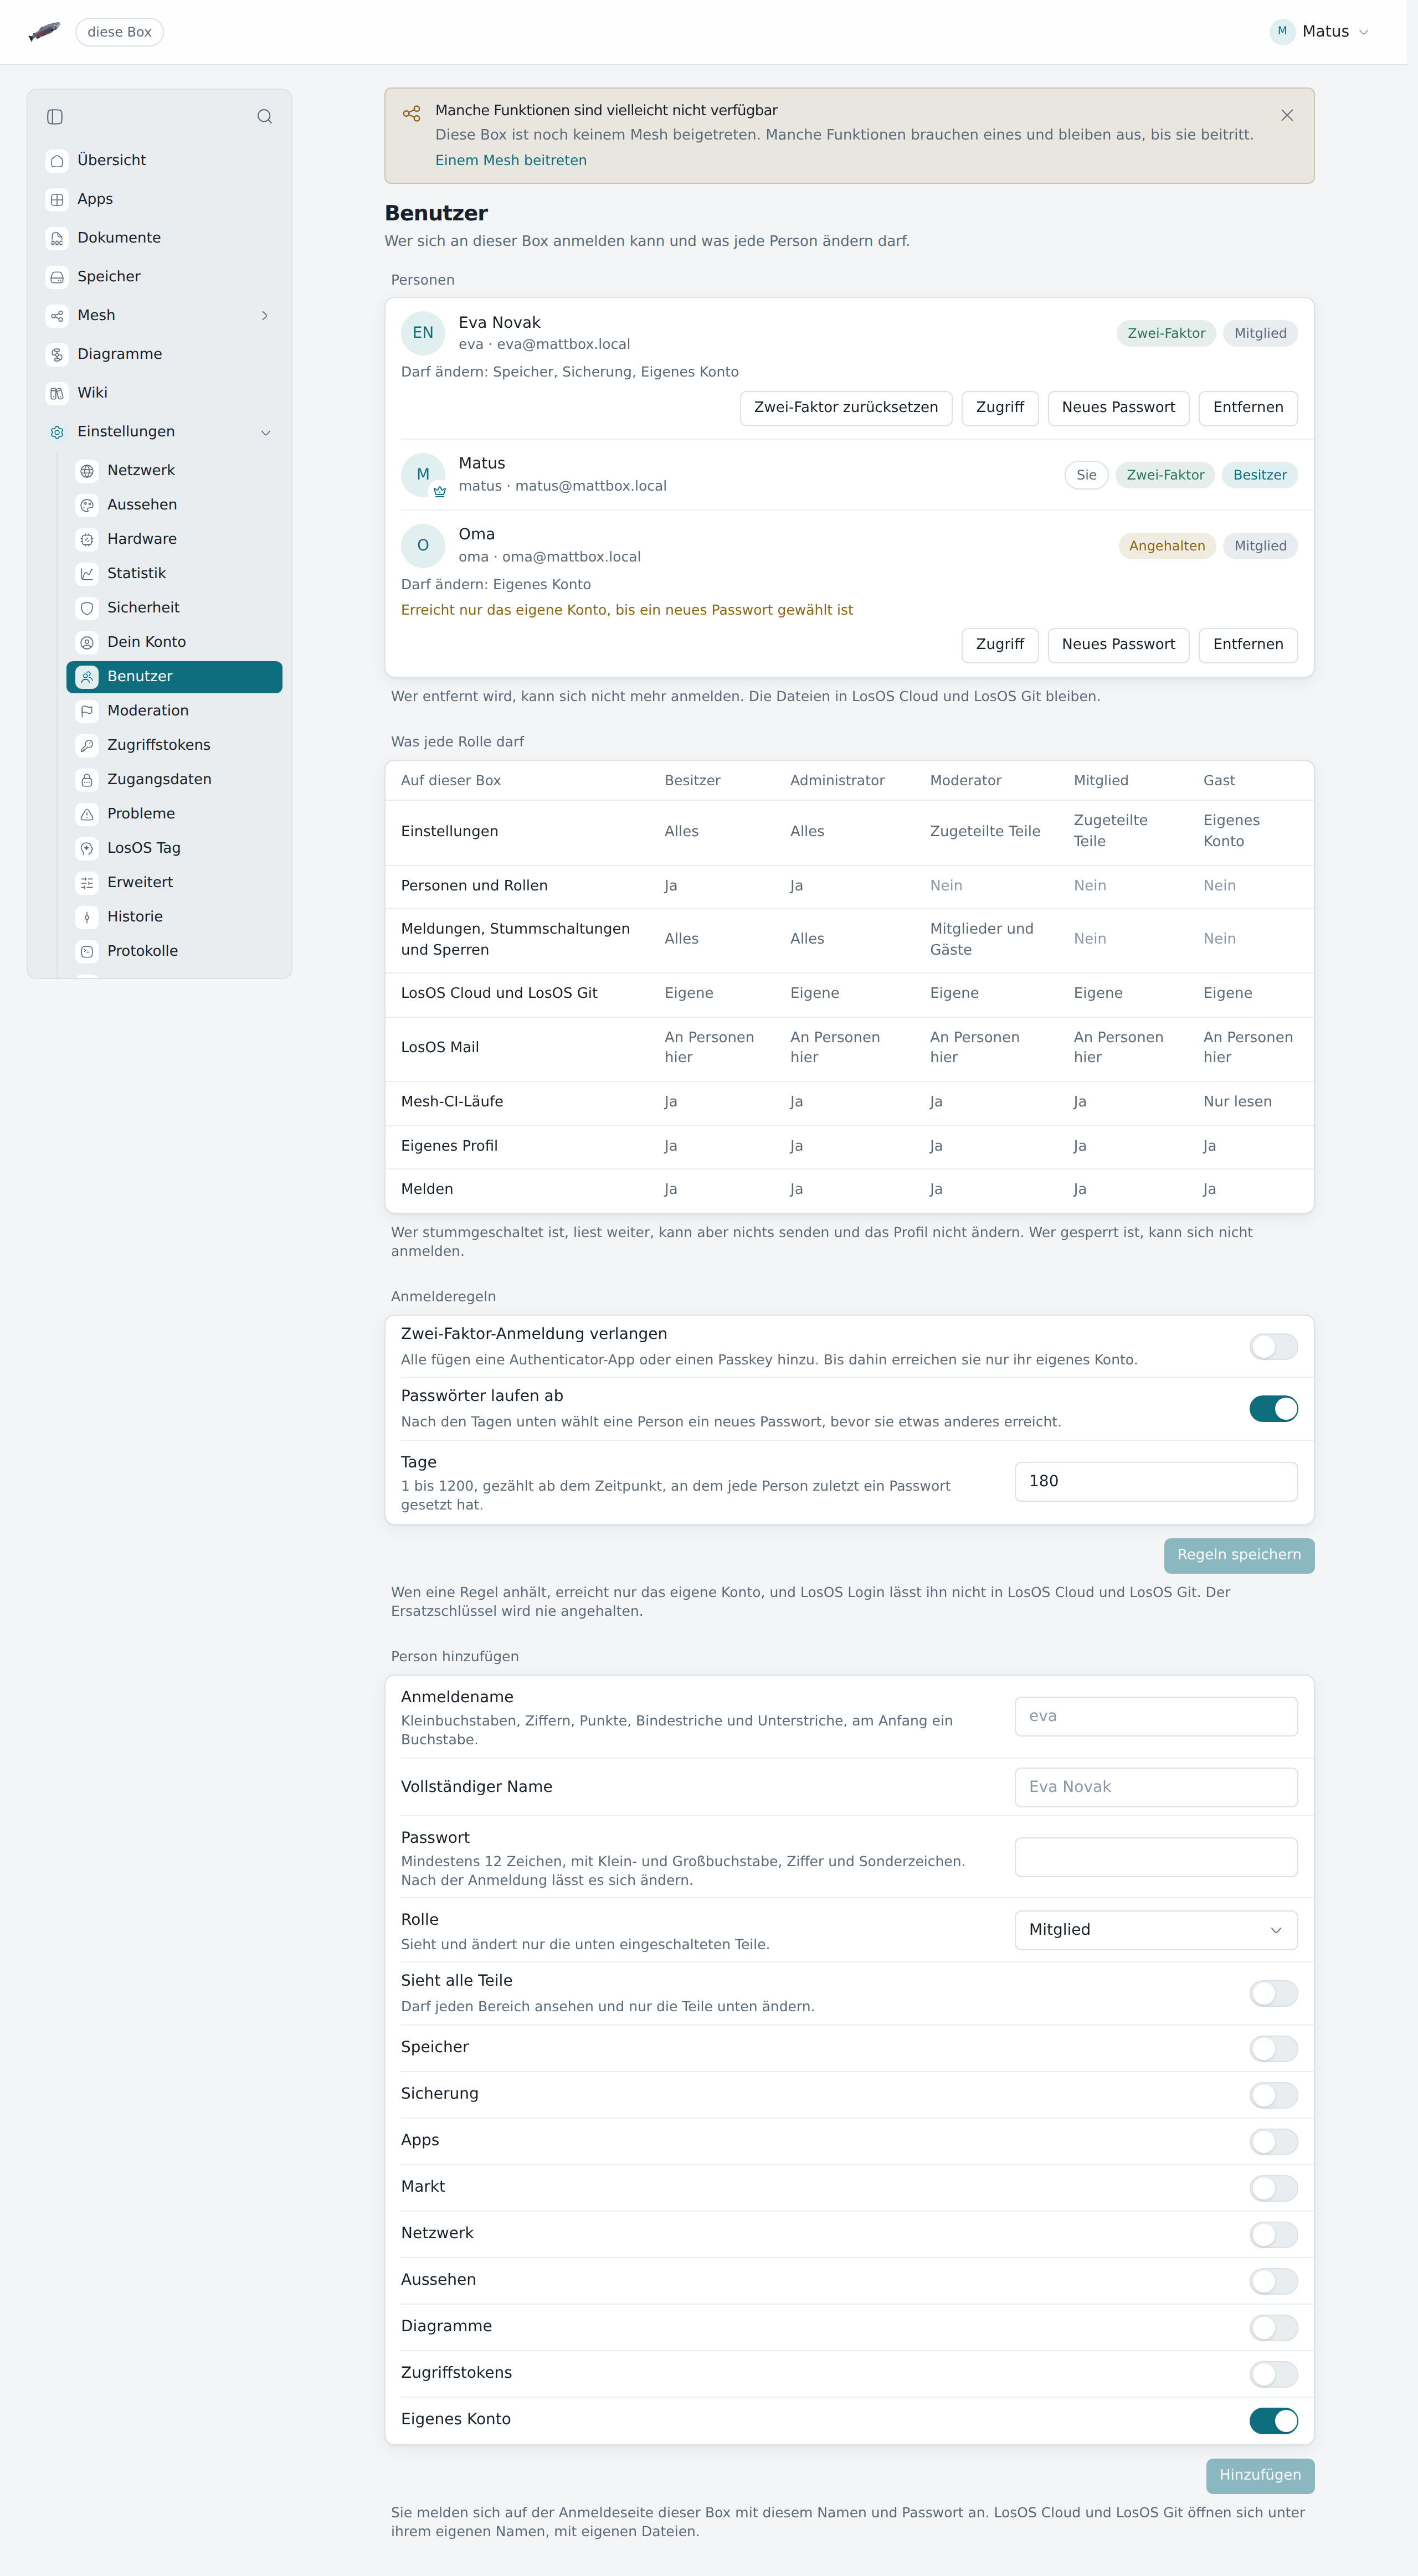 diese Box
M Matus
Übersicht
Apps
Dokumente
Speicher
Mesh
Diagramme
Wiki
Einstellungen
Netzwerk
Aussehen
Hardware
Statistik
Sicherheit
Dein Konto
Benutzer
Moderation
Zugriffstokens
Zugangsdaten
Probleme
LosOS Tag
Erweitert
Historie
Protokolle
Manche Funktionen sind vielleicht nicht verfügbar
Diese Box ist noch keinem Mesh beigetreten. Manche Funktionen brauchen eines und bleiben aus, bis sie beitritt.
Einem Mesh beitreten
Benutzer
Wer sich an dieser Box anmelden kann und was jede Person ändern darf.
Personen
EN Eva Novak
eva · eva@mattbox.local
Zwei-Faktor Mitglied
Darf ändern: Speicher, Sicherung, Eigenes Konto
Zwei-Faktor zurücksetzen Zugriff Neues Passwort Entfernen
M Matus
matus · matus@mattbox.local
Sie Zwei-Faktor Besitzer
O Oma
oma · oma@mattbox.local
Angehalten Mitglied
Darf ändern: Eigenes Konto
Erreicht nur das eigene Konto, bis ein neues Passwort gewählt ist
Zugriff Neues Passwort Entfernen
Wer entfernt wird, kann sich nicht mehr anmelden. Die Dateien in LosOS Cloud und LosOS Git bleiben.
Was jede Rolle darf
Auf dieser Box Besitzer Administrator Moderator Mitglied Gast
Einstellungen Alles Alles Zugeteilte Teile Zugeteilte Teile Eigenes Konto
Personen und Rollen Ja Ja Nein Nein Nein
Meldungen, Stummschaltungen und Sperren Alles Alles Mitglieder und Gäste Nein Nein
LosOS Cloud und LosOS Git Eigene Eigene Eigene Eigene Eigene
LosOS Mail An Personen hier An Personen hier An Personen hier An Personen hier An Personen hier
Mesh-CI-Läufe Ja Ja Ja Ja Nur lesen
Eigenes Profil Ja Ja Ja Ja Ja
Melden Ja Ja Ja Ja Ja
Wer stummgeschaltet ist, liest weiter, kann aber nichts senden und das Profil nicht ändern. Wer gesperrt ist, kann sich nicht
anmelden.
Anmelderegeln
Zwei-Faktor-Anmeldung verlangen
Alle fügen eine Authenticator-App oder einen Passkey hinzu. Bis dahin erreichen sie nur ihr eigenes Konto.
Passwörter laufen ab
Nach den Tagen unten wählt eine Person ein neues Passwort, bevor sie etwas anderes erreicht.
Tage
1 bis 1200, gezählt ab dem Zeitpunkt, an dem jede Person zuletzt ein Passwort
gesetzt hat.
180
Regeln speichern
Wen eine Regel anhält, erreicht nur das eigene Konto, und LosOS Login lässt ihn nicht in LosOS Cloud und LosOS Git. Der
Ersatzschlüssel wird nie angehalten.
Person hinzufügen
Anmeldename
Kleinbuchstaben, Ziffern, Punkte, Bindestriche und Unterstriche, am Anfang ein
Buchstabe.
eva
Vollständiger Name
Eva Novak
Passwort
Mindestens 12 Zeichen, mit Klein- und Großbuchstabe, Ziffer und Sonderzeichen.
Nach der Anmeldung lässt es sich ändern.
Rolle
Sieht und ändert nur die unten eingeschalteten Teile.
Mitglied
Sieht alle Teile
Darf jeden Bereich ansehen und nur die Teile unten ändern.
Speicher
Sicherung
Apps
Markt
Netzwerk
Aussehen
Diagramme
Zugriffstokens
Eigenes Konto
Hinzufügen
Sie melden sich auf der Anmeldeseite dieser Box mit diesem Namen und Passwort an. LosOS Cloud und LosOS Git öffnen sich unter
ihrem eigenen Namen, mit eigenen Dateien.